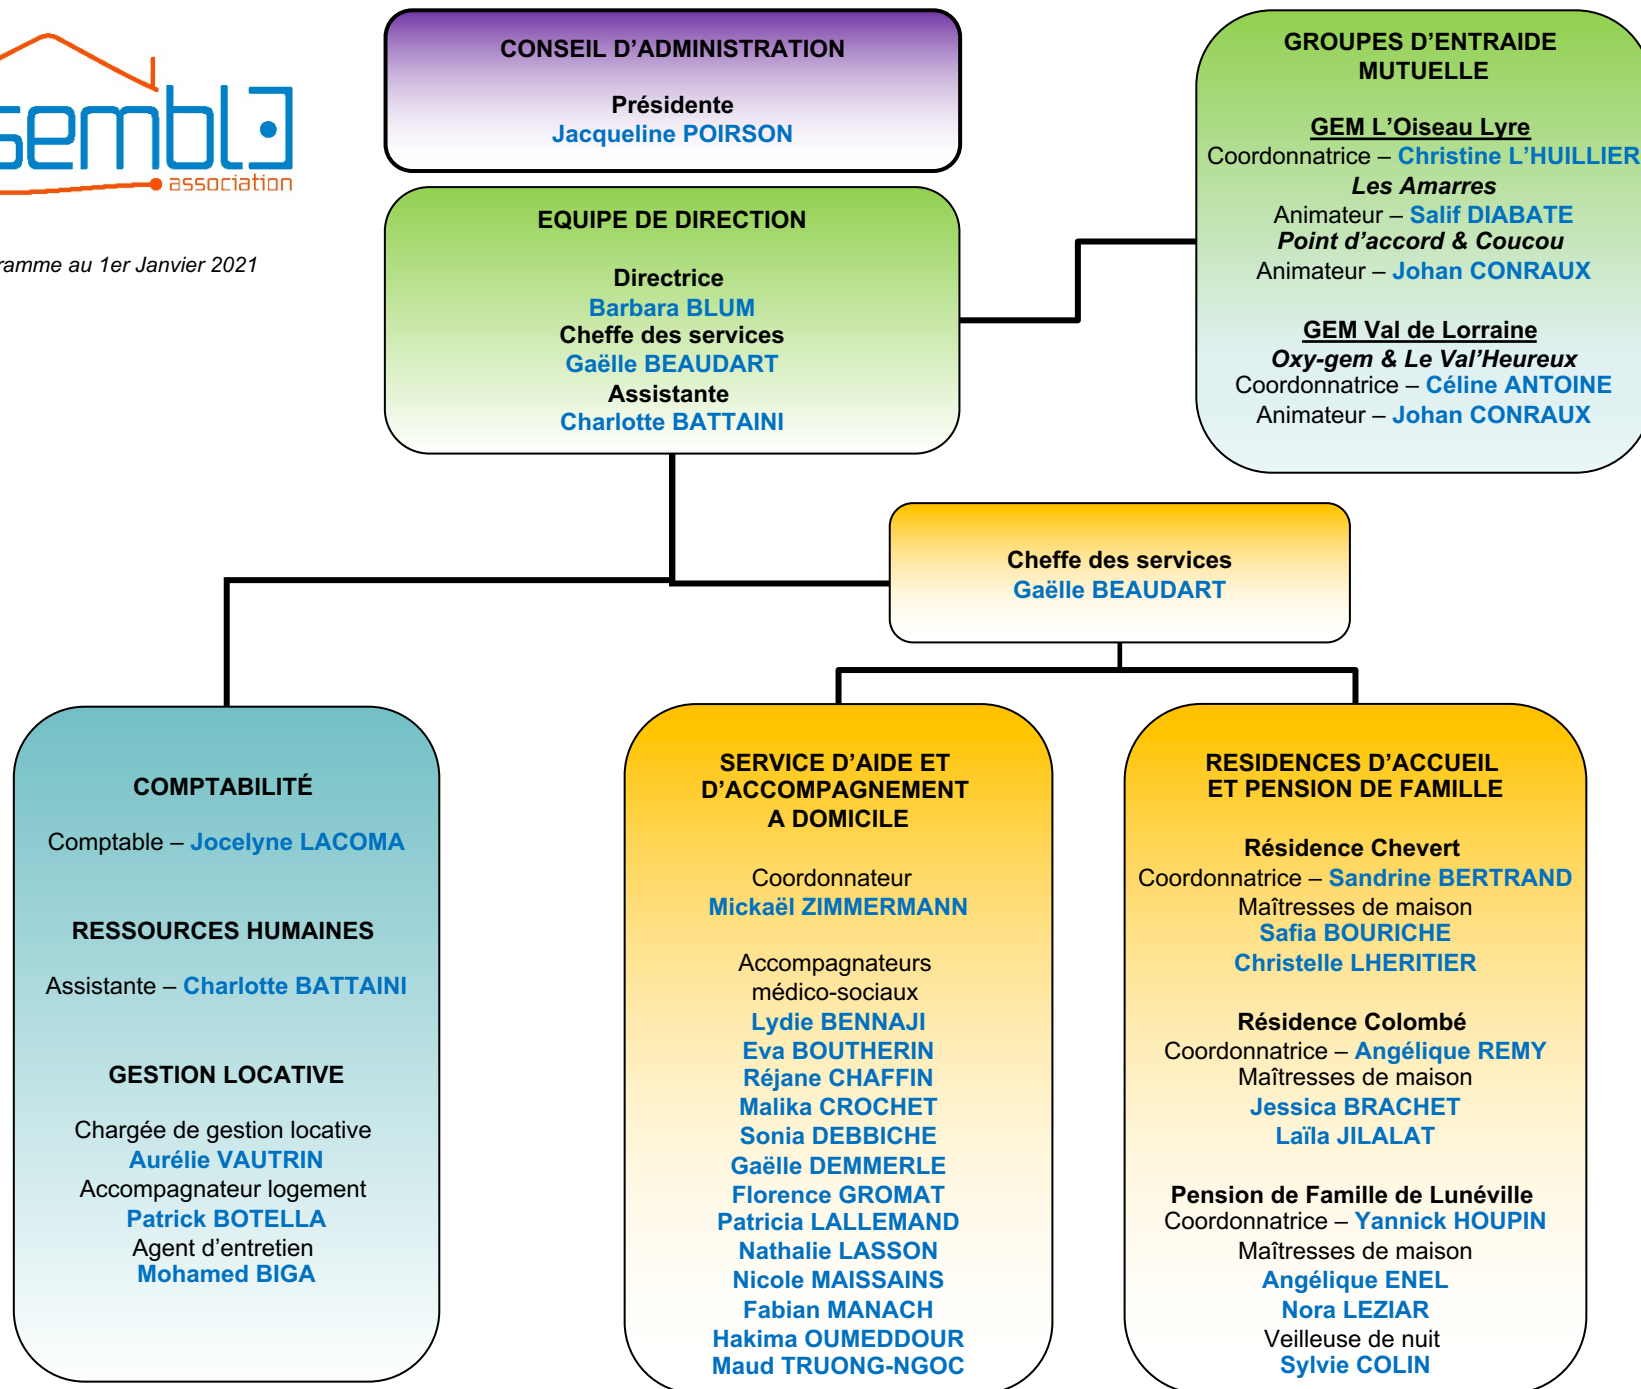 sembl
association
ramme au 1er Janvier 2021
CONSEIL D'ADMINISTRATION
Présidente
Jacqueline POIRSON
EQUIPE DE DIRECTION
Directrice
Barbara BLUM
Cheffe des services
Gaëlle BEAUDART
Assistante
Charlotte BATTAINI
GROUPES D'ENTRAIDE
MUTUELLE
GEM L'Oiseau Lyre
Coordonnatrice – Christine L'HUILLIER
Les Amarres
Animateur – Salif DIABATE
Point d'accord & Coucou
Animateur – Johan CONRAUX
GEM Val de Lorraine
Oxy-gem & Le Val'Heureux
Coordonnatrice – Céline ANTOINE
Animateur – Johan CONRAUX
Cheffe des services
Gaëlle BEAUDART
COMPTABILITÉ
Comptable – Jocelyne LACOMA
RESSOURCES HUMAINES
Assistante – Charlotte BATTAINI
GESTION LOCATIVE
Chargée de gestion locative
Aurélie VAUTRIN
Accompagnateur logement
Patrick BOTELLA
Agent d'entretien
Mohamed BIGA
SERVICE D'AIDE ET
D'ACCOMPAGNEMENT
A DOMICILE
Coordonnateur
Mickaël ZIMMERMANN
Accompagnateurs
médico-sociaux
Lydie BENNAJI
Eva BOUTHERIN
Réjane CHAFFIN
Malika CROCHET
Sonia DEBBICHE
Gaëlle DEMMERLE
Florence GROMAT
Patricia LALLEMAND
Nathalie LASSON
Nicole MAISSAINS
Fabian MANACH
Hakima OUMEDDOUR
Maud TRUONG-NGOC
RESIDENCES D'ACCUEIL
ET PENSION DE FAMILLE
Résidence Chevert
Coordonnatrice – Sandrine BERTRAND
Maîtresses de maison
Safia BOURICHE
Christelle LHERITIER
Résidence Colombé
Coordonnatrice – Angélique REMY
Maîtresses de maison
Jessica BRACHET
Laïla JILALAT
Pension de Famille de Lunéville
Coordonnatrice – Yannick HOUPIN
Maîtresses de maison
Angélique ENEL
Nora LEZIAR
Veilleuse de nuit
Sylvie COLIN